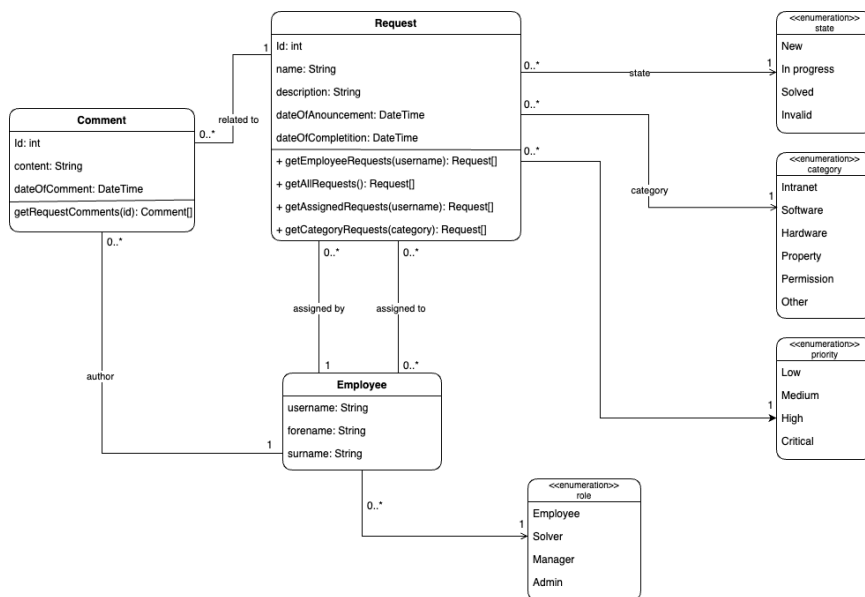 Request
Id: int
name: String
description: String
dateOfAnouncement: DateTime
dateOfCompletition: DateTime
+ getEmployeeRequests(username): Request[]
+ getAllRequests(): Request[]
+ getAssignedRequests(username): Request[]
+ getCategoryRequests(category): Request[]
1
related to
0..*
Comment
Id: int
content: String
dateOfComment: DateTime
getRequestComments(id): Comment[]
0..*
author
1
0..*
assigned by
1
0..*
assigned to
0..*
Employee
username: String
forename: String
surname: String
0..*
1
<<enumeration>>
role
Employee
Solver
Manager
Admin
0..*
state
1
<<enumeration>>
state
New
In progress
Solved
Invalid
0..*
category
1
<<enumeration>>
category
Intranet
Software
Hardware
Property
Permission
Other
0..*
1
<<enumeration>>
priority
Low
Medium
High
Critical